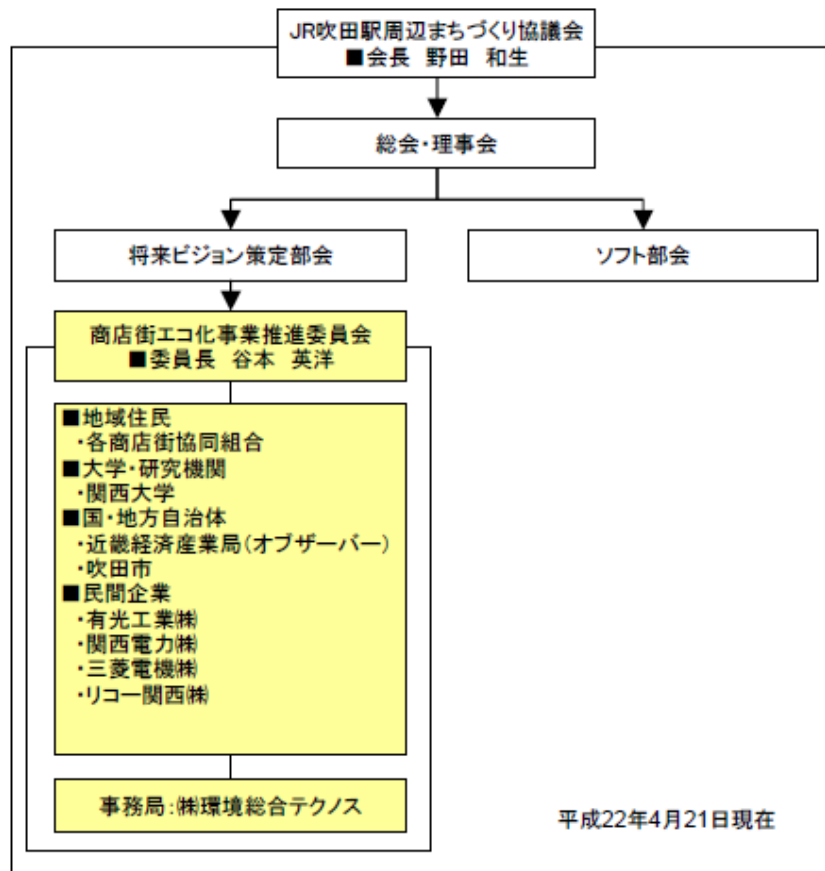 JR吹田駅周辺まちづくり協議会
■会長　野田　和生
総会・理事会
将来ビジョン策定部会
ソフト部会
商店街エコ化事業推進委員会
■委員長　谷本　英洋
■地域住民
・各商店街協同組合
■大学・研究機関
・関西大学
■国・地方自治体
・近畿経済産業局(オブザーバー)
・吹田市
■民間企業
・有光工業㈱
・関西電力㈱
・三菱電機㈱
・リコー関西㈱
事務局:㈱環境総合テクノス
平成22年4月21日現在